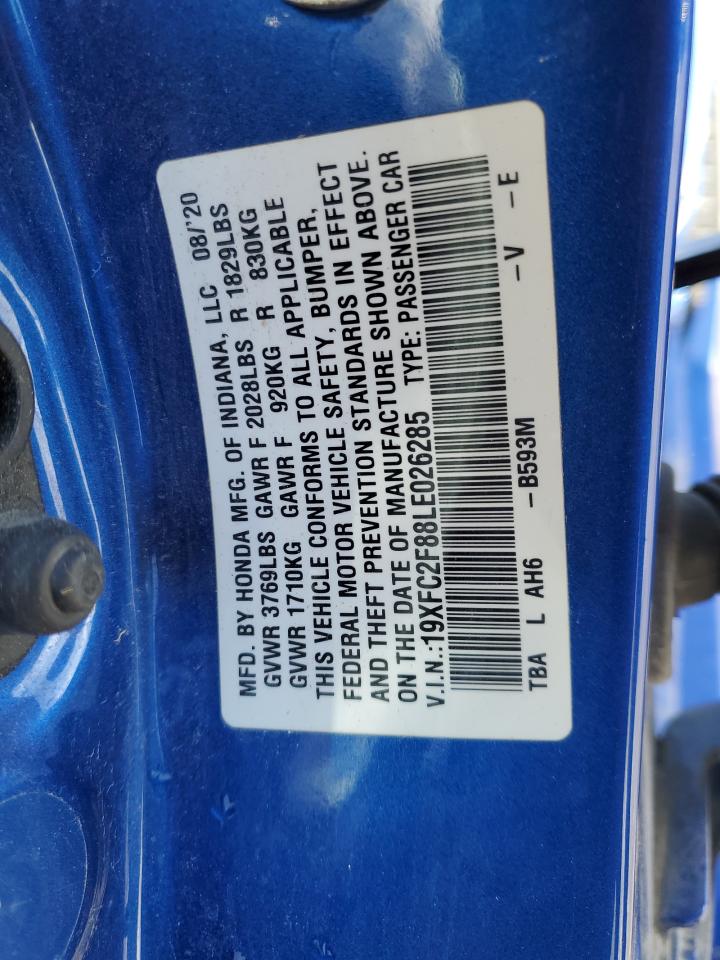 MFD. BY HONDA MFG. OF INDIANA, LLC 08/'20
GVWR 3769LBS GAWR F 2028LBS R 1829LBS
GVWR 1710KG GAWR F 920KG R 830KG
THIS VEHICLE CONFORMS TO ALL APPLICABLE
FEDERAL MOTOR VEHICLE SAFETY, BUMPER,
AND THEFT PREVENTION STANDARDS IN EFFECT
ON THE DATE OF MANUFACTURE SHOWN ABOVE.
V.I.N.:19XFC2F88LE026285 TYPE: PASSENGER CAR
TBA L AH6 -B593M -V -E